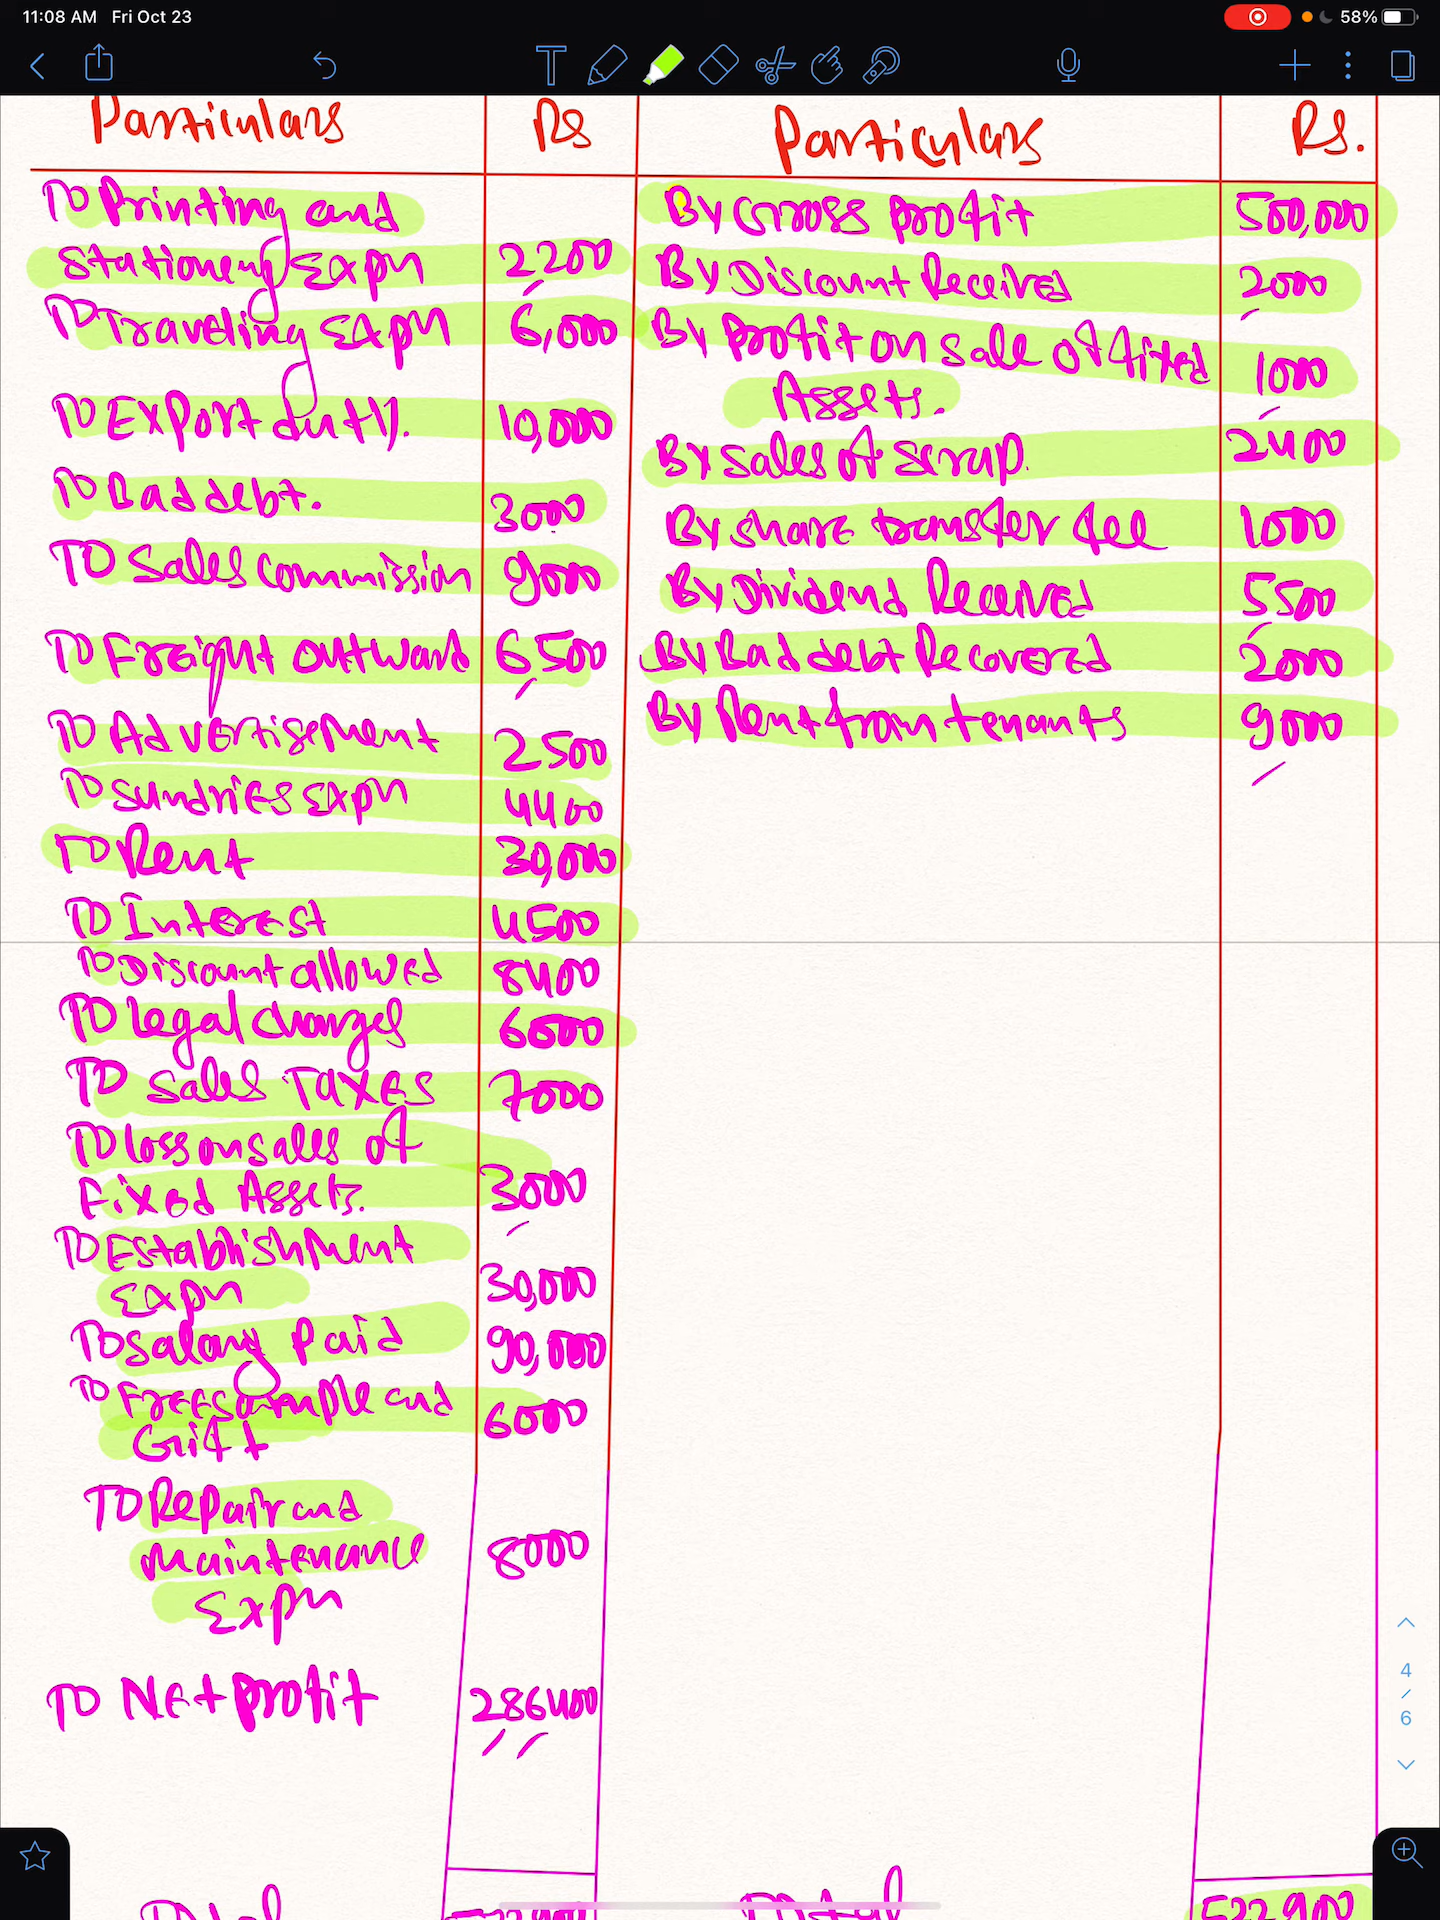 11:08 AM Fri Oct 23
58%
Particulars Rs Particulars Rs.
To Printing and
Stationery Expn 2200
To Traveling Expn 6,000
To Export duty. 10,000
To Bad debt. 3000
To Sales commission 9000
To Freight outward 6500
To Advertisement 2500
To Sundries Expn 4400
To Rent 30,000
To Interest 4500
To Discount allowed 8400
To legal charges 6000
To Sales TAXES 7000
To loss on sales of
Fixed Assets. 3000
To Establishment
Expn 30,000
To Salary Paid 90,000
To Free sample and
Gift 6000
To Repair and
Maintenance 8000
Expn
To Net profit 286400
Total
By Gross profit 500,000
By Discount Received 2000
By Profit on sale of fixed
Assets. 1000
By Sales of Scrap. 2400
By share transfer fee 1000
By Dividend Received 5500
By Bad debt Recovered 2000
By Rent from tenants 9000
Total 522900
4
6